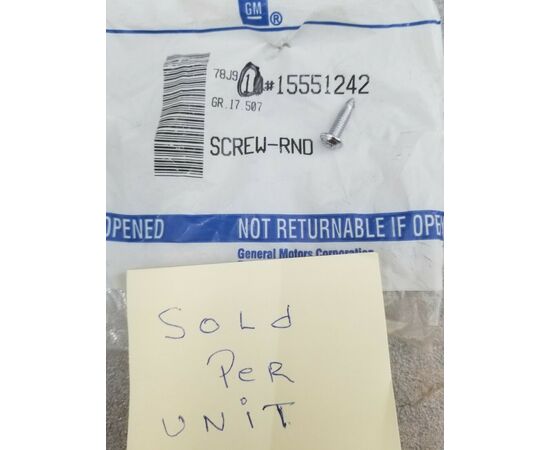 GM
®
78J9 1 #15551242
GR.17.507
SCREW-RND
OPENED NOT RETURNABLE IF OPE
General Motors Corporation
SOLd
PeR
UNiT